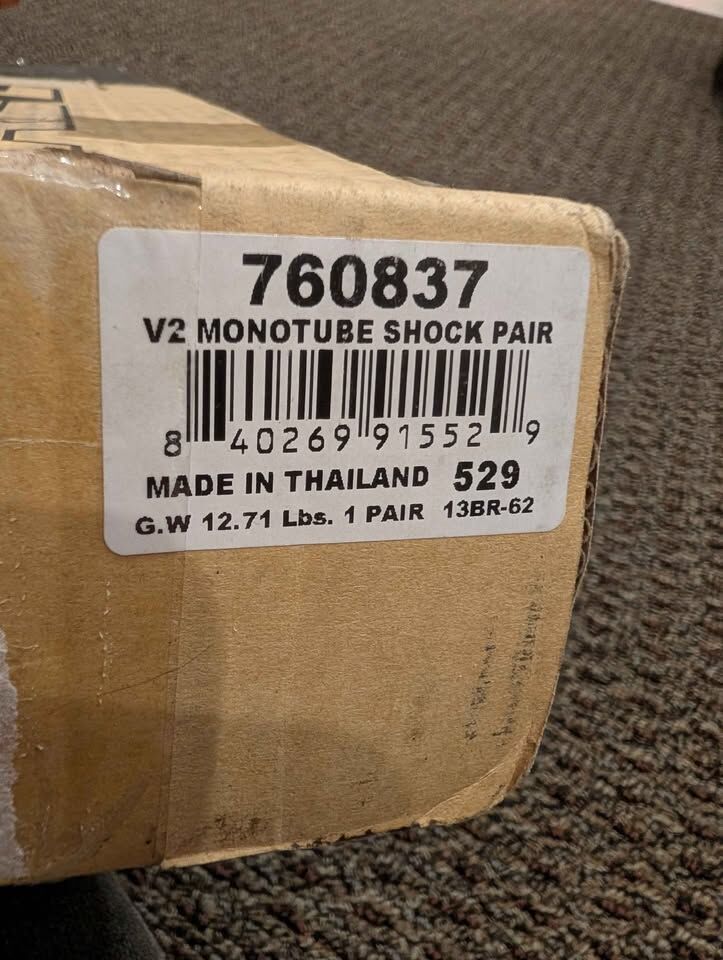 760837
V2 MONOTUBE SHOCK PAIR
8 40269 91552 9
MADE IN THAILAND 529
G.W 12.71 Lbs. 1 PAIR 13BR-62